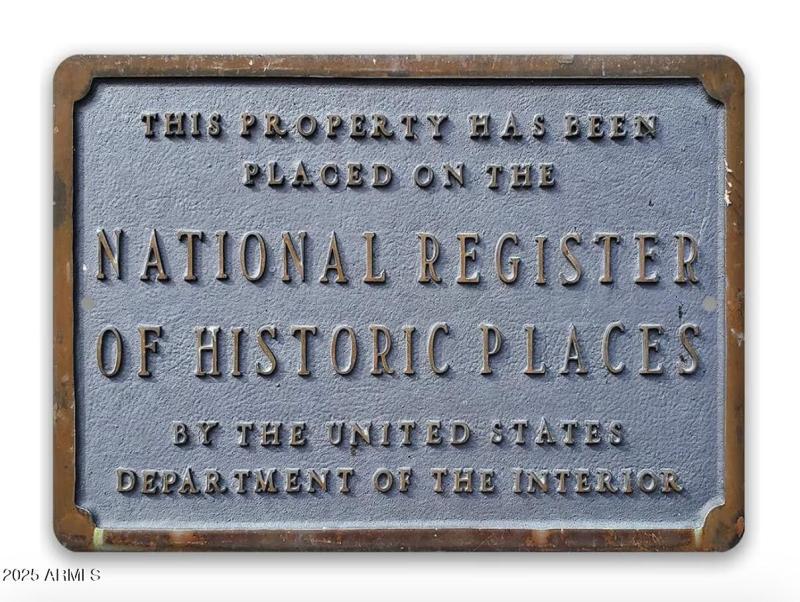 THIS PROPERTY HAS BEEN
PLACED ON THE
NATIONAL REGISTER
OF HISTORIC PLACES
BY THE UNITED STATES
DEPARTMENT OF THE INTERIOR
2025 ARMLS